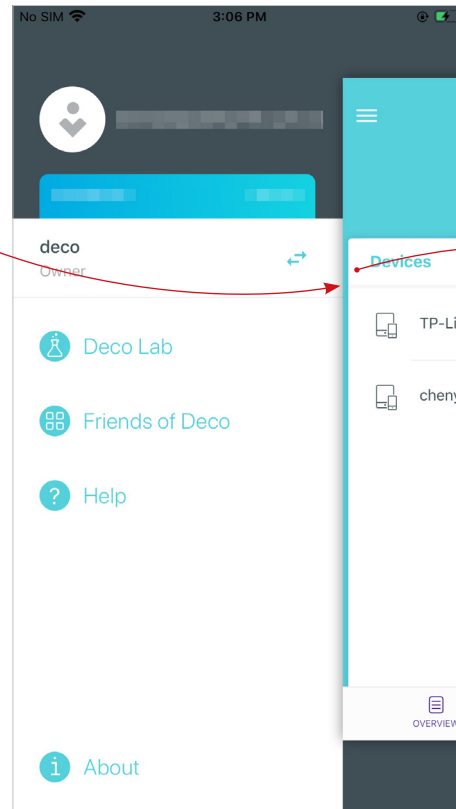 No SIM 3:06 PM
deco
Owner
Devices
TP-Li
Deco Lab
cheny
Friends of Deco
Help
OVERVIEW
About